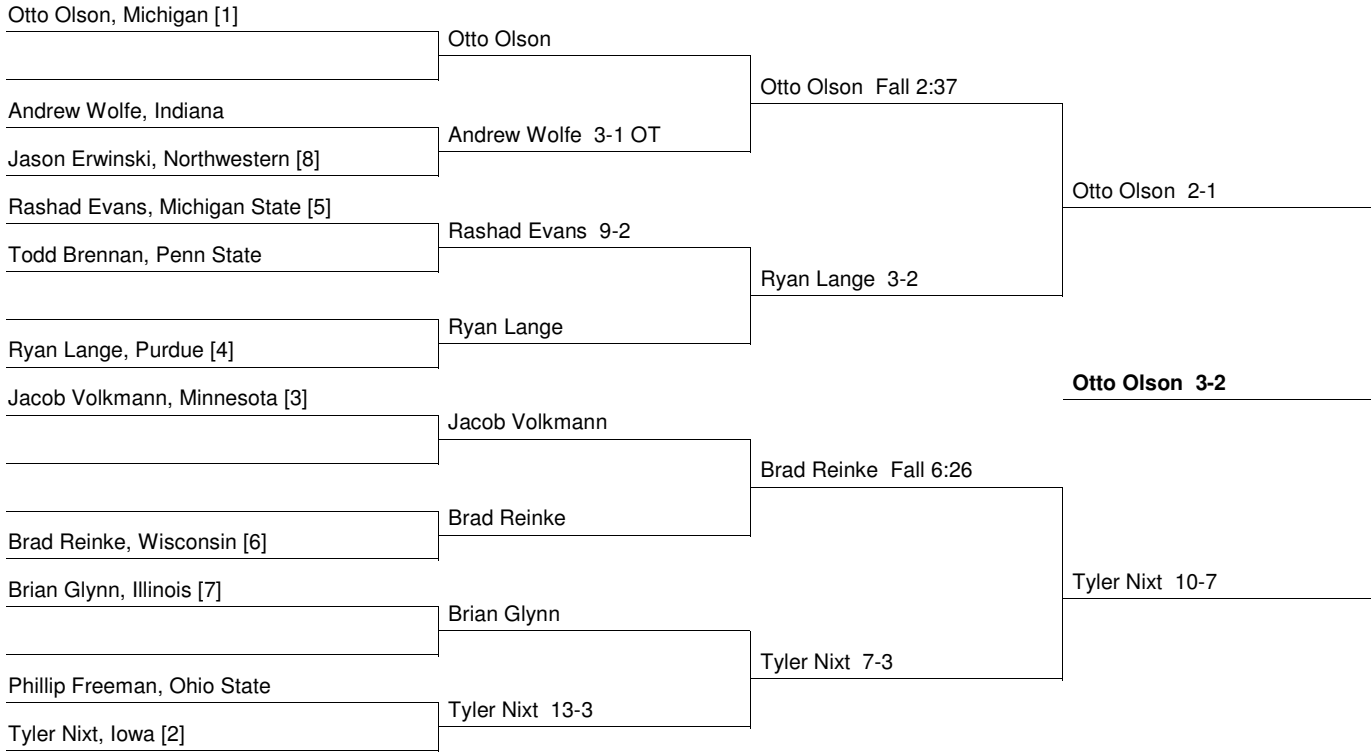 Otto Olson, Michigan [1]
Otto Olson
Otto Olson Fall 2:37
Andrew Wolfe, Indiana
Andrew Wolfe 3-1 OT
Jason Erwinski, Northwestern [8]
Otto Olson 2-1
Rashad Evans, Michigan State [5]
Rashad Evans 9-2
Todd Brennan, Penn State
Ryan Lange 3-2
Ryan Lange
Ryan Lange, Purdue [4]
Otto Olson 3-2
Jacob Volkmann, Minnesota [3]
Jacob Volkmann
Brad Reinke Fall 6:26
Brad Reinke
Brad Reinke, Wisconsin [6]
Tyler Nixt 10-7
Brian Glynn, Illinois [7]
Brian Glynn
Tyler Nixt 7-3
Phillip Freeman, Ohio State
Tyler Nixt 13-3
Tyler Nixt, Iowa [2]